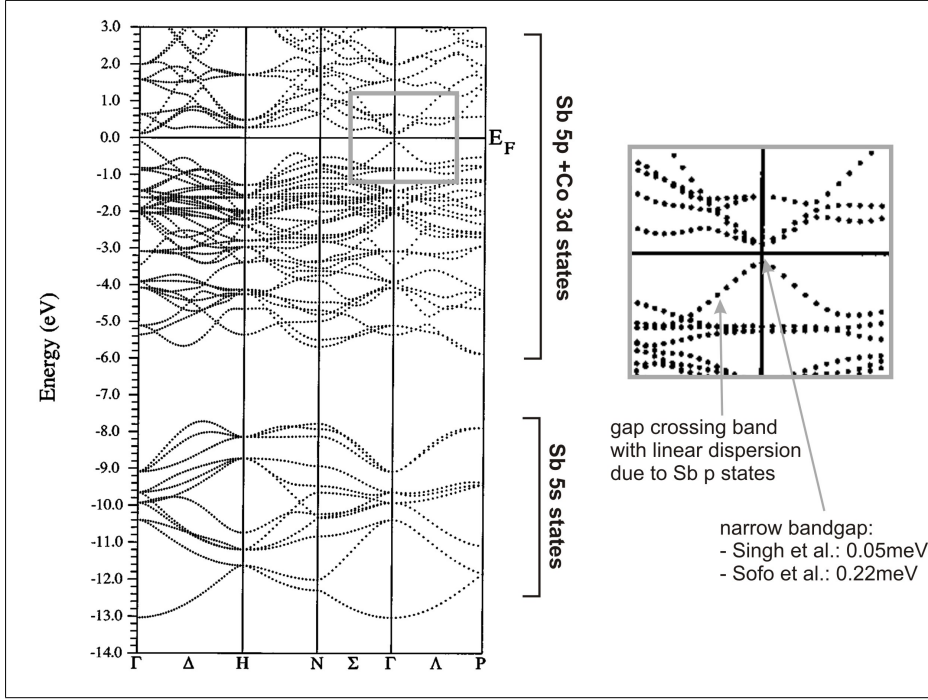 3.0
2.0
1.0
0.0
-1.0
-2.0
-3.0
-4.0
-5.0
-6.0
-7.0
-8.0
-9.0
-10.0
-11.0
-12.0
-13.0
-14.0
Energy (eV)
Γ Δ H N Σ Γ Λ P
E_F
Sb 5p +Co 3d states
Sb 5s states
gap crossing band
with linear dispersion
due to Sb p states
narrow bandgap:
- Singh et al.: 0.05meV
- Sofo et al.: 0.22meV